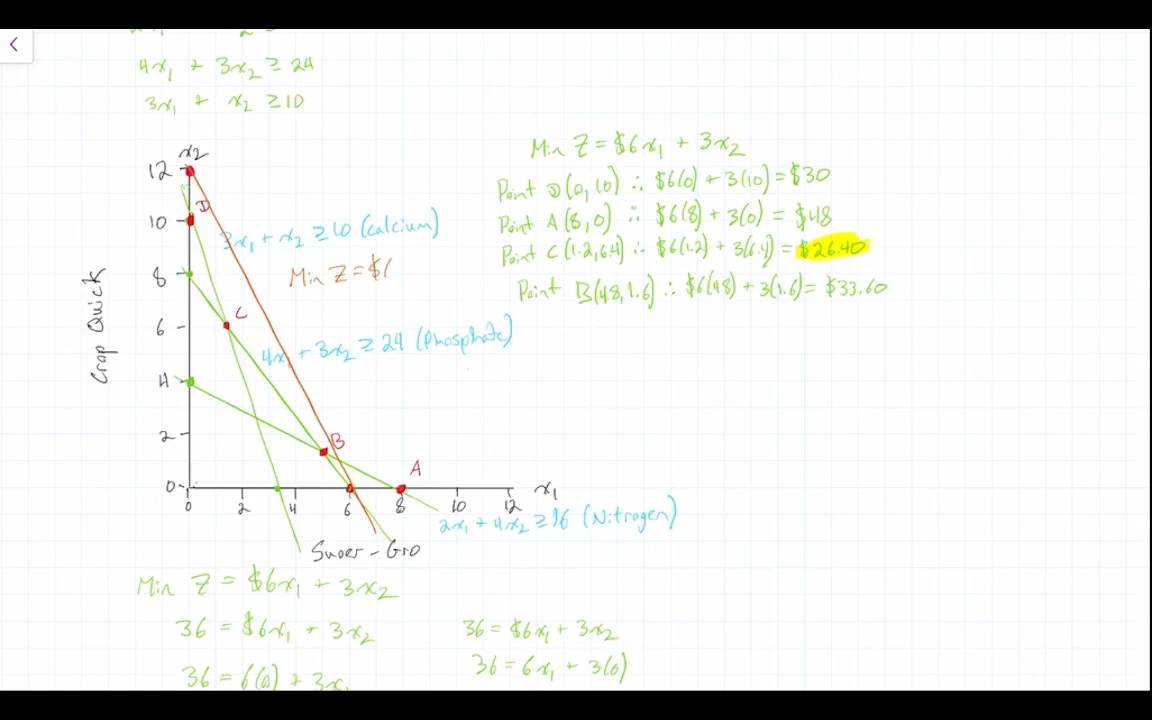 4x₁ + 3x₂ ≥ 24
3x₁ + x₂ ≥ 10
Min Z = $6x₁ + 3x₂
Point D(0, 10) ∴ $6(0) + 3(10) = $30
Point A(8, 0) ∴ $6(8) + 3(0) = $48
Point C(1.2, 6.4) ∴ $6(1.2) + 3(6.4) = $26.40
Point B(4.8, 1.6) ∴ $6(4.8) + 3(1.6) = $33.60
x₂
12
10
8
6
4
2
0
Crop Quick
D
3x₁ + x₂ ≥ 10 (Calcium)
Min Z = $(
C
4x₁ + 3x₂ ≥ 24 (Phosphate)
B
A
0
2
4
6
8
10
12
x₁
2x₁ + 4x₂ ≥ 16 (Nitrogen)
Super-Gro
Min Z = $6x₁ + 3x₂
36 = $6x₁ + 3x₂
36 = 6(0) + 3x
36 = $6x₁ + 3x₂
36 = 6x₁ + 3(0)